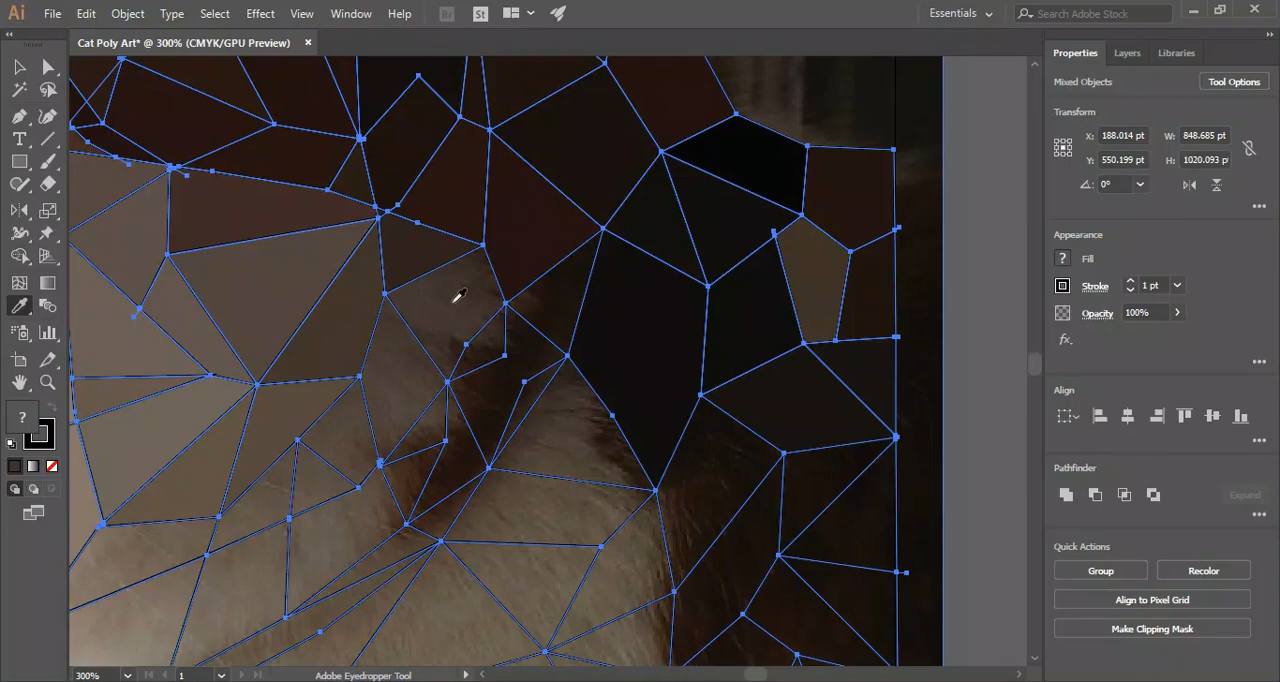 Ai File Edit Object Type Select Effect View Window Help Br St Essentials Search Adobe Stock
Cat Poly Art* @ 300% (CMYK/GPU Preview) ×
Properties Layers Libraries
Mixed Objects Tool Options
Transform
X: 188.014 pt W: 848.685 pt
Y: 550.199 pt H: 1020.093 p
0°
Appearance
? Fill
Stroke 1 pt
Opacity 100%
fx.
Align
?
Pathfinder
Expand
Quick Actions
Group Recolor
Align to Pixel Grid
Make Clipping Mask
300% 1 Adobe Eyedropper Tool